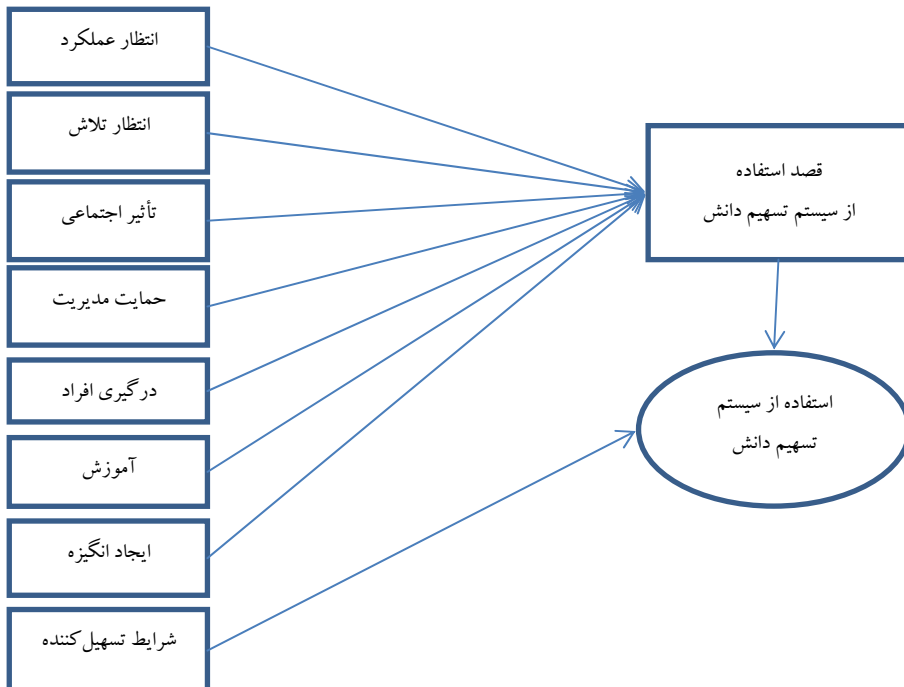 انتظار عملکرد
انتظار تلاش
تأثیر اجتماعی
حمایت مدیریت
درگیری افراد
آموزش
ایجاد انگیزه
شرایط تسهیل‌کننده
قصد استفاده
از سیستم تسهیم دانش
استفاده از سیستم
تسهیم دانش